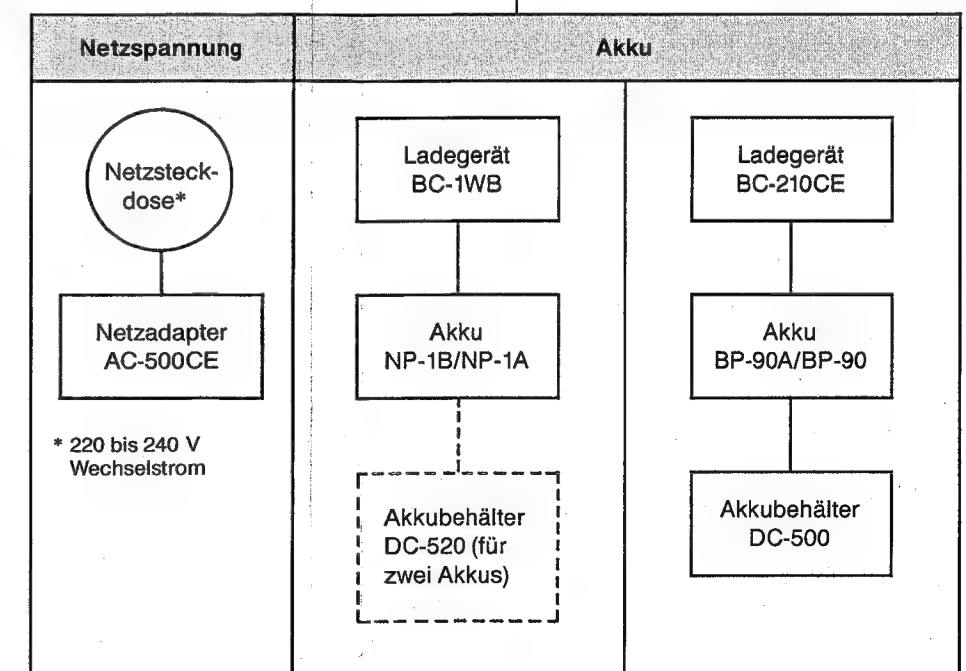 Netzspannung
Akku
Netzsteck-
dose*
Netzadapter
AC-500CE
* 220 bis 240 V
Wechselstrom
Ladegerät
BC-1WB
Akku
NP-1B/NP-1A
Akkubehälter
DC-520 (für
zwei Akkus)
Ladegerät
BC-210CE
Akku
BP-90A/BP-90
Akkubehälter
DC-500